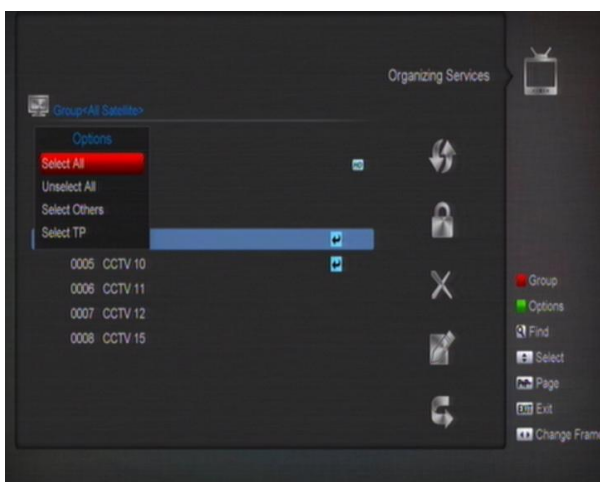 Organizing Services
Group<All Satellite>
Options
Select All
HD
Unselect All
Select Others
Select TP
0005 CCTV 10
0006 CCTV 11
0007 CCTV 12
0008 CCTV 15
Group
Options
Find
Select
Page
EXIT Exit
Change Frame